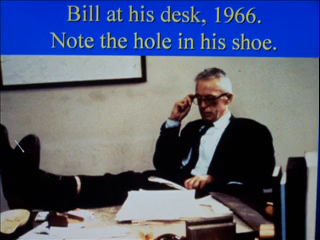 Bill at his desk, 1966.
Note the hole in his shoe.